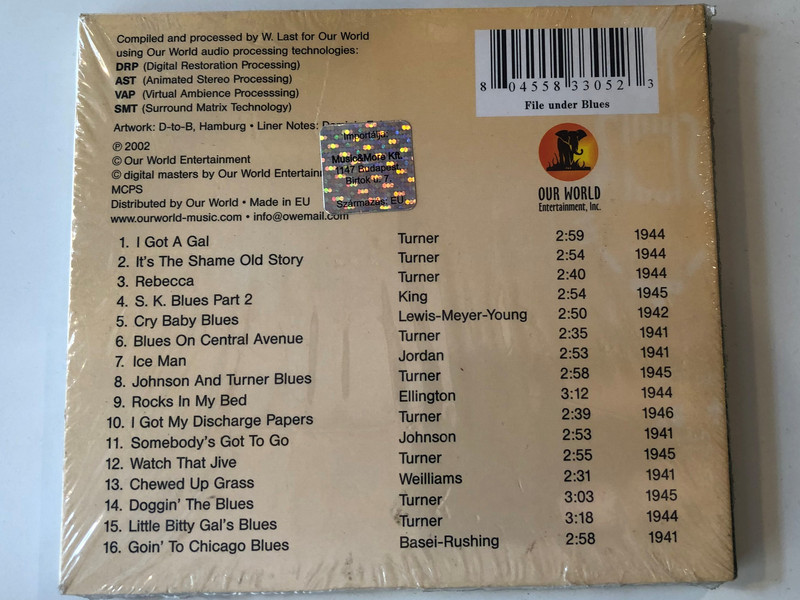 Compiled and processed by W. Last for Our World
using Our World audio processing technologies:
DRP (Digital Restoration Processing)
AST (Animated Stereo Processing)
VAP (Virtual Ambience Processsing)
SMT (Surround Matrix Technology)
Artwork: D-to-B, Hamburg • Liner Notes:
℗ 2002
© Our World Entertainment
© digital masters by Our World
MCPS
Distributed by Our World • Made in EU
www.ourworld-music.com • info@owemail.com
Importálja:
Music&More Kft.
1147 Budapest
Birtok u. 7.
Származás: EU
8 04558 33052 3
File under Blues
OUR WORLD
Entertainment, Inc.
1. I Got A Gal Turner 2:59 1944
2. It's The Shame Old Story Turner 2:54 1944
3. Rebecca Turner 2:40 1944
4. S. K. Blues Part 2 King 2:54 1945
5. Cry Baby Blues Lewis-Meyer-Young 2:50 1942
6. Blues On Central Avenue Turner 2:35 1941
7. Ice Man Jordan 2:53 1941
8. Johnson And Turner Blues Turner 2:58 1945
9. Rocks In My Bed Ellington 3:12 1944
10. I Got My Discharge Papers Turner 2:39 1946
11. Somebody's Got To Go Johnson 2:53 1941
12. Watch That Jive Turner 2:55 1945
13. Chewed Up Grass Weilliams 2:31 1941
14. Doggin' The Blues Turner 3:03 1945
15. Little Bitty Gal's Blues Turner 3:18 1944
16. Goin' To Chicago Blues Basei-Rushing 2:58 1941